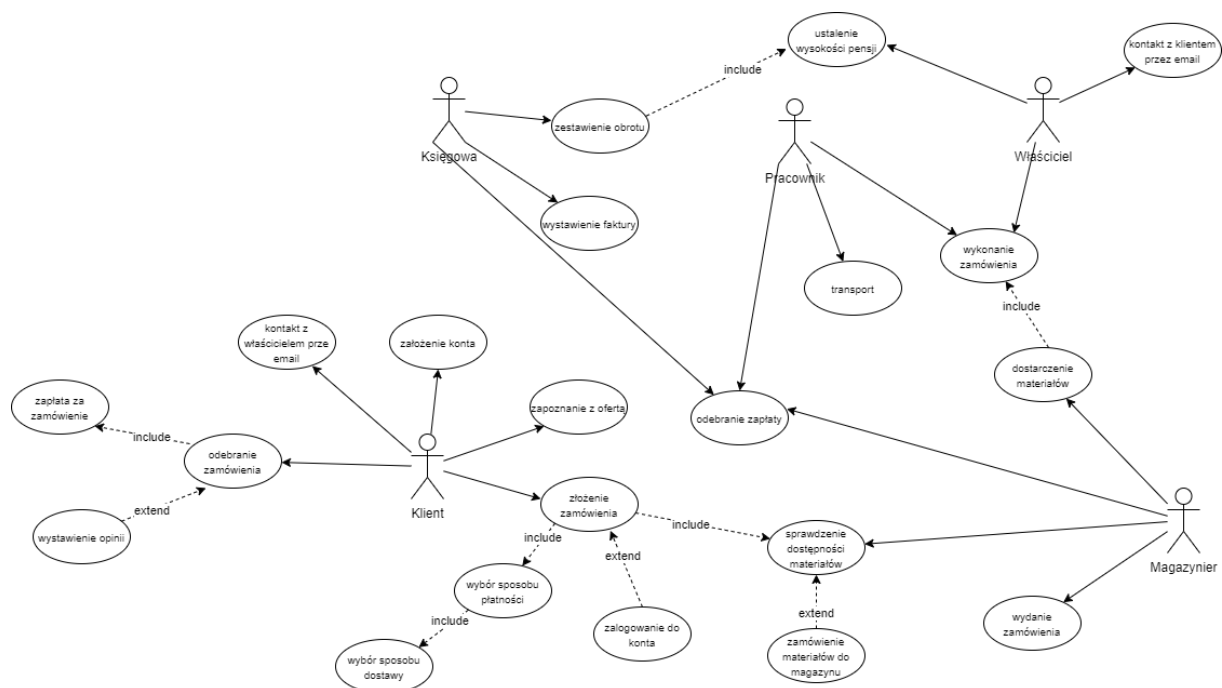 ustalenie
wysokości pensji
kontakt z klientem
przez email
include
zestawienie obrotu
Księgowa
Pracownik
Właściciel
wystawienie faktury
wykonanie
zamówienia
transport
include
kontakt z
właścicielem prze
email
założenie konta
dostarczenie
materiałów
zapłata za
zamówienie
zapoznanie z ofertą
odebranie zapłaty
include
odebranie
zamówienia
Klient
złożenie
zamówienia
extend
wystawienie opinii
include
include
sprawdzenie
dostępności
materiałów
extend
Magazynier
wybór sposobu
płatności
extend
include
zalogowanie do
konta
wydanie
zamówienia
wybór sposobu
dostawy
zamówienie
materiałów do
magazynu